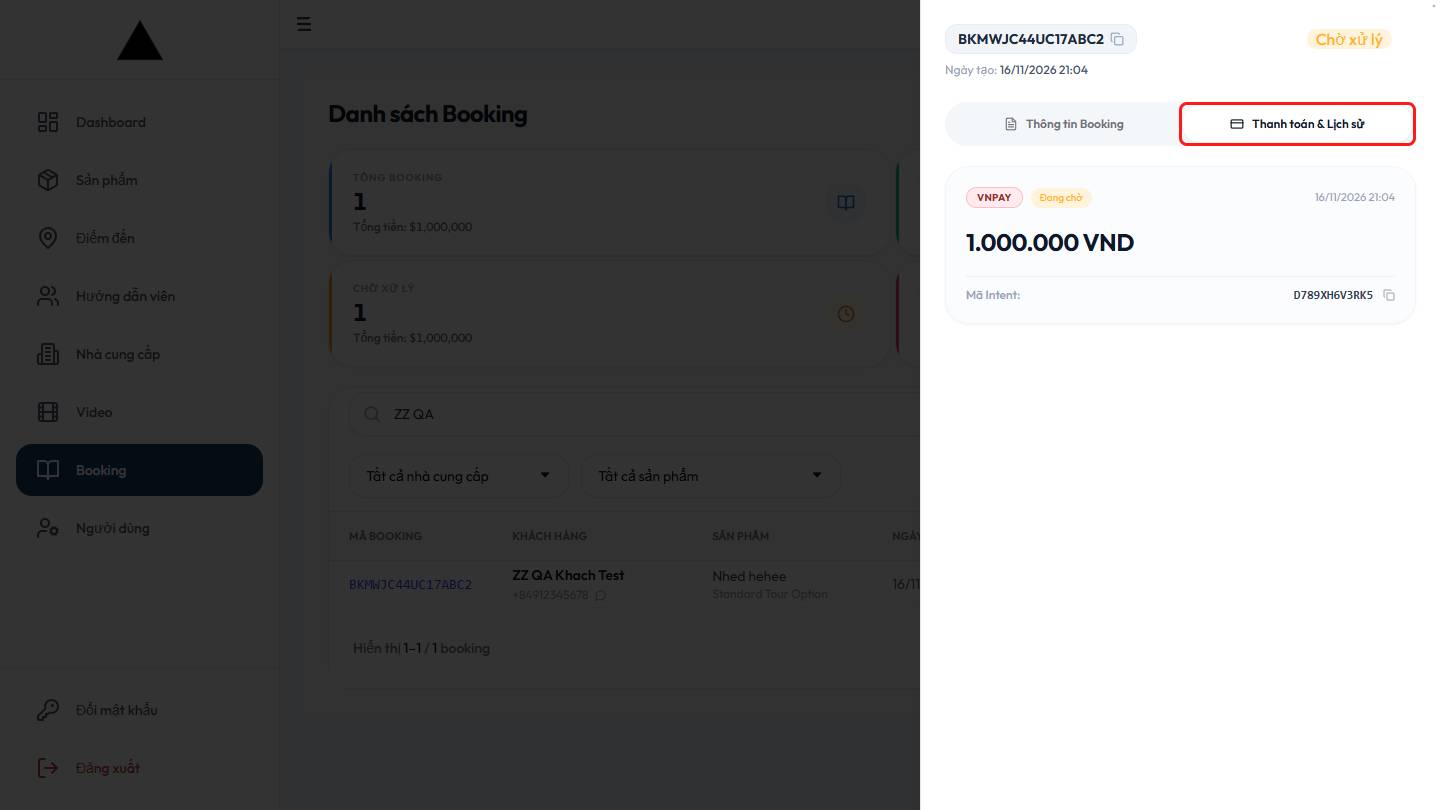 Dashboard
Sản phẩm
Điểm đến
Hướng dẫn viên
Nhà cung cấp
Video
Booking
Người dùng
Đổi mật khẩu
Đăng xuất
Danh sách Booking
TỔNG BOOKING
1
Tổng tiền: $1,000,000
CHỜ XỬ LÝ
1
Tổng tiền: $1,000,000
ZZ QA
Tất cả nhà cung cấp
Tất cả sản phẩm
MÃ BOOKING KHÁCH HÀNG SẢN PHẨM NGÀY
BKMWJC44UC17ABC2 ZZ QA Khach Test Nhed hehee 16/11
+84912345678 Standard Tour Option
Hiển thị 1–1 / 1 booking
BKMWJC44UC17ABC2 Chờ xử lý
Ngày tạo: 16/11/2026 21:04
Thông tin Booking Thanh toán & Lịch sử
VNPAY Đang chờ 16/11/2026 21:04
1.000.000 VND
Mã Intent: D789XH6V3RK5